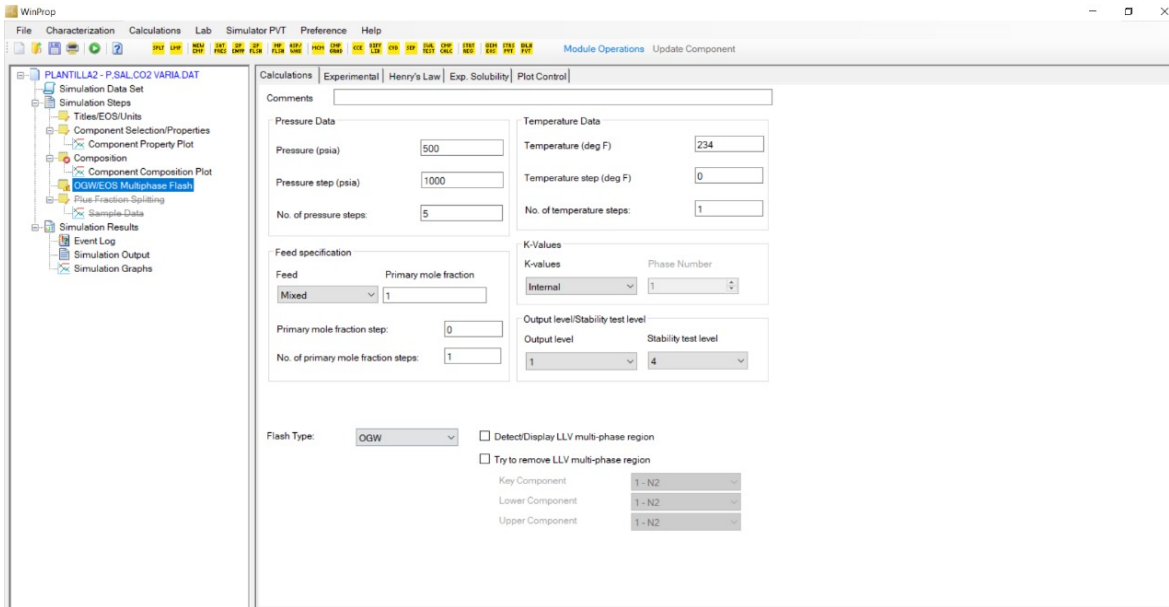 WinProp
File Characterization Calculations Lab Simulator PVT Preference Help
Module Operations Update Component
PLANTILLA2 - P,SAL,CO2 VARIA.DAT
Simulation Data Set
Simulation Steps
Titles/EOS/Units
Component Selection/Properties
Component Property Plot
Composition
Component Composition Plot
OGW/EOS Multiphase Flash
Plus Fraction Splitting
Sample Data
Simulation Results
Event Log
Simulation Output
Simulation Graphs
Calculations Experimental Henry's Law Exp. Solubility Plot Control
Comments
Pressure Data
Pressure (psia) 500
Pressure step (psia) 1000
No. of pressure steps: 5
Temperature Data
Temperature (deg F) 234
Temperature step (deg F) 0
No. of temperature steps: 1
Feed specification
Feed Primary mole fraction
Mixed 1
Primary mole fraction step: 0
No. of primary mole fraction steps: 1
K-Values
K-values Phase Number
Internal 1
Output level/Stability test level
Output level Stability test level
1 4
Flash Type: OGW
Detect/Display LLV multi-phase region
Try to remove LLV multi-phase region
Key Component 1 - N2
Lower Component 1 - N2
Upper Component 1 - N2